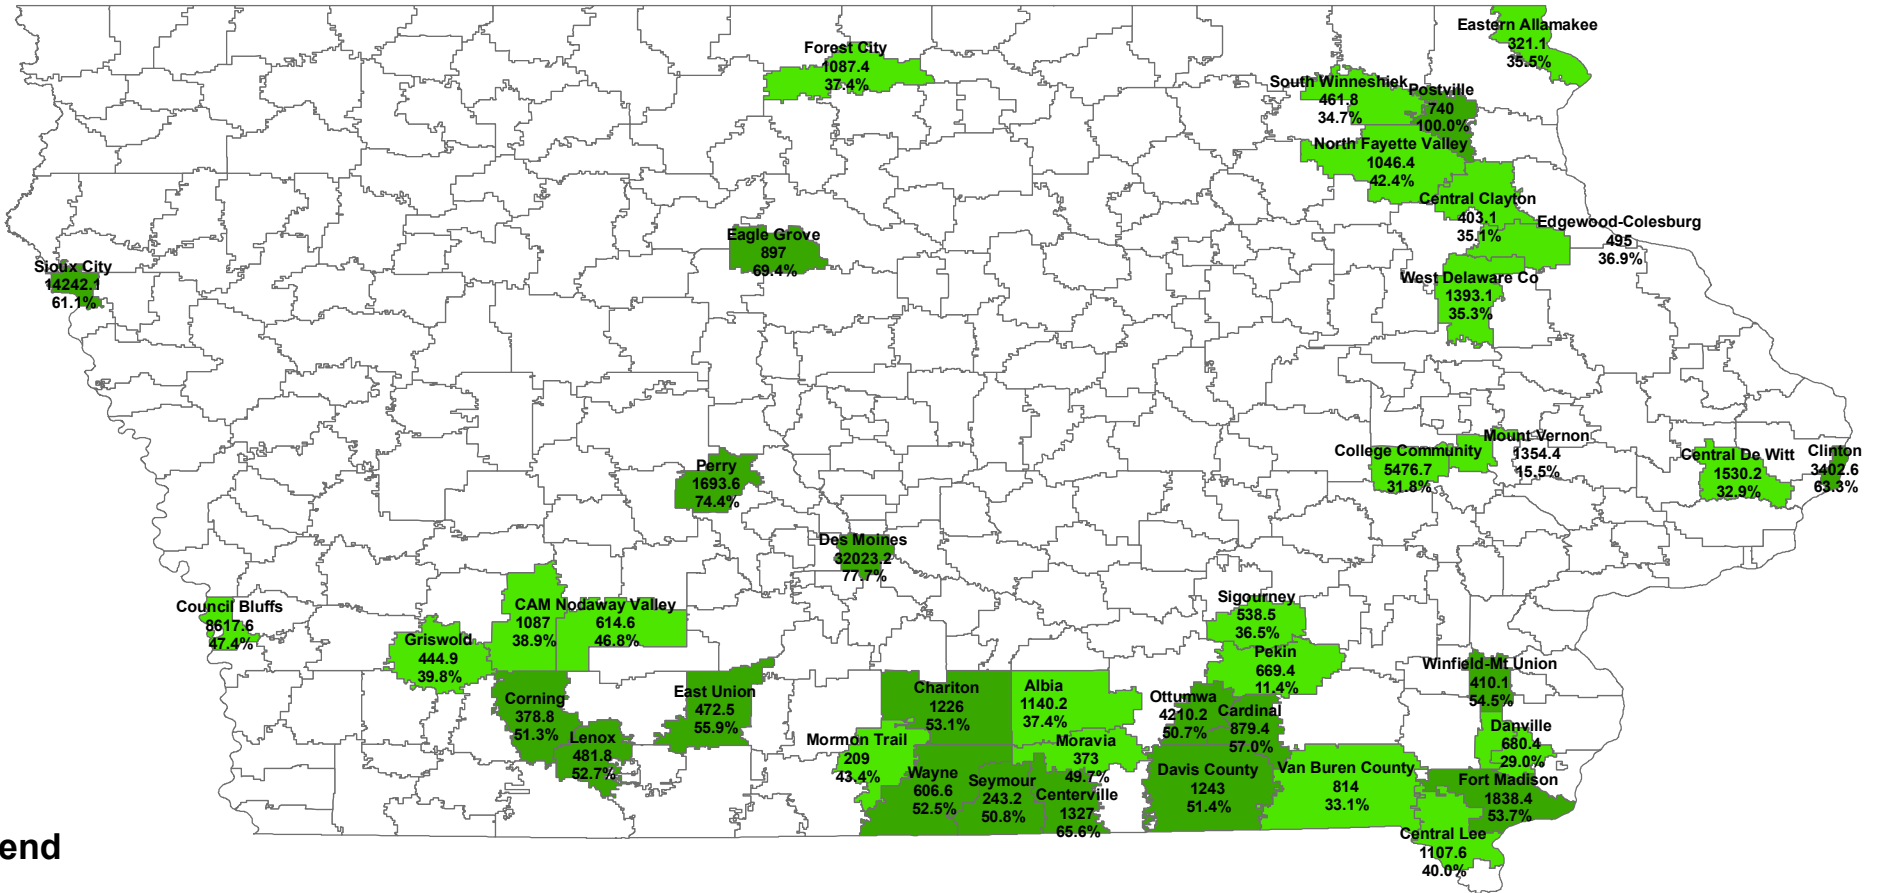 Eastern Allamakee
321.1
35.5%
Forest City
1087.4
37.4%
South Winneshiek
461.8
34.7%
Postville
740
100.0%
North Fayette Valley
1046.4
42.4%
Central Clayton
403.1
35.1%
Edgewood-Colesburg
495
36.9%
Eagle Grove
897
69.4%
Sioux City
14242.1
61.1%
West Delaware Co
1393.1
35.3%
Mount Vernon
1354.4
15.5%
College Community
5476.7
31.8%
Central De Witt
1530.2
32.9%
Clinton
3402.6
63.3%
Perry
1693.6
74.4%
Des Moines
32023.2
77.7%
Council Bluffs
8617.6
47.4%
CAM
1087
38.9%
Nodaway Valley
614.6
46.8%
Griswold
444.9
39.8%
Sigourney
538.5
36.5%
Pekin
669.4
11.4%
Winfield-Mt Union
410.1
54.5%
Corning
378.8
51.3%
Lenox
481.8
52.7%
East Union
472.5
55.9%
Chariton
1226
53.1%
Albia
1140.2
37.4%
Ottumwa
4210.2
50.7%
Cardinal
879.4
57.0%
Danville
680.4
29.0%
Mormon Trail
209
43.4%
Moravia
373
49.7%
Wayne
606.6
52.5%
Seymour
243.2
50.8%
Centerville
1327
65.6%
Davis County
1243
51.4%
Van Buren County
814
33.1%
Fort Madison
1838.4
53.7%
Central Lee
1107.6
40.0%
end